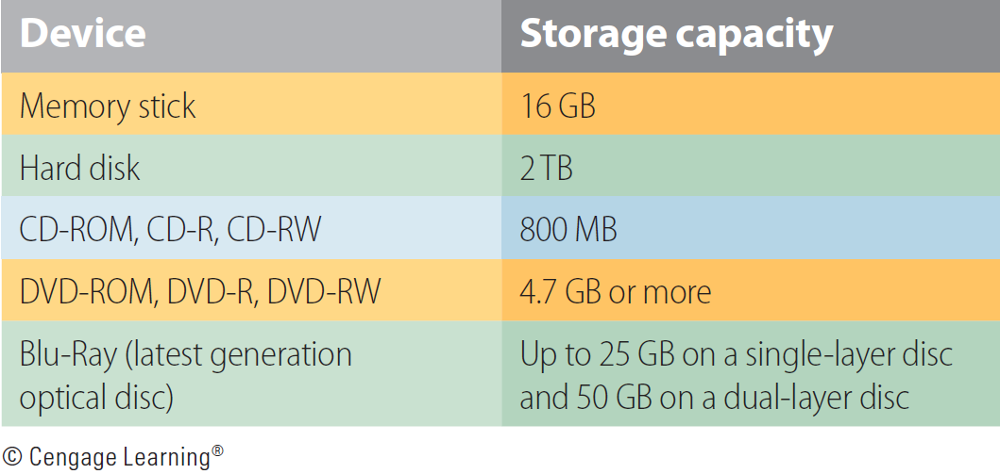 Device Storage capacity
Memory stick 16 GB
Hard disk 2 TB
CD-ROM, CD-R, CD-RW 800 MB
DVD-ROM, DVD-R, DVD-RW 4.7 GB or more
Blu-Ray (latest generation Up to 25 GB on a single-layer disc
optical disc) and 50 GB on a dual-layer disc
© Cengage Learning®